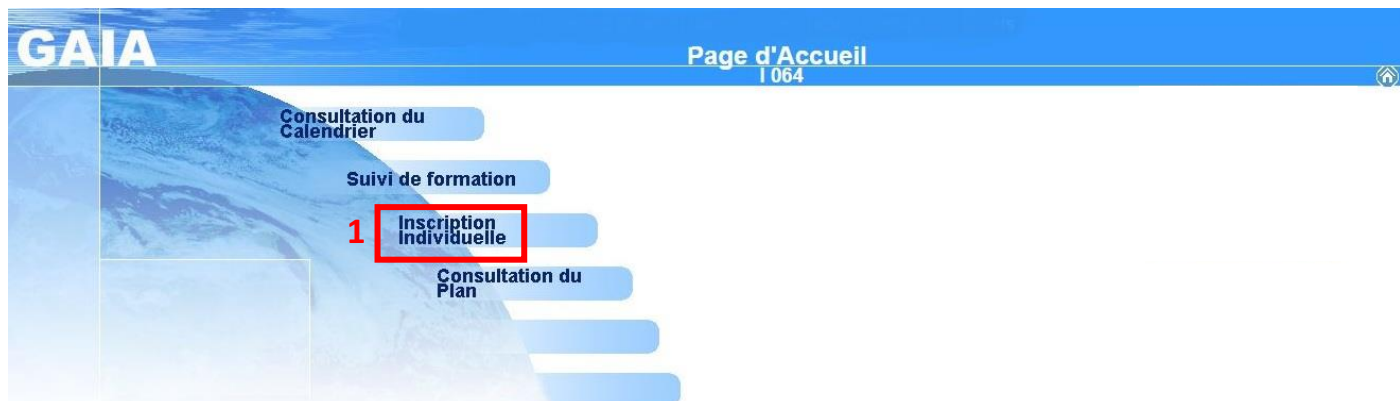 GAIA
Page d'Accueil
I 064
Consultation du
Calendrier
Suivi de formation
1
Inscription
Individuelle
Consultation du
Plan